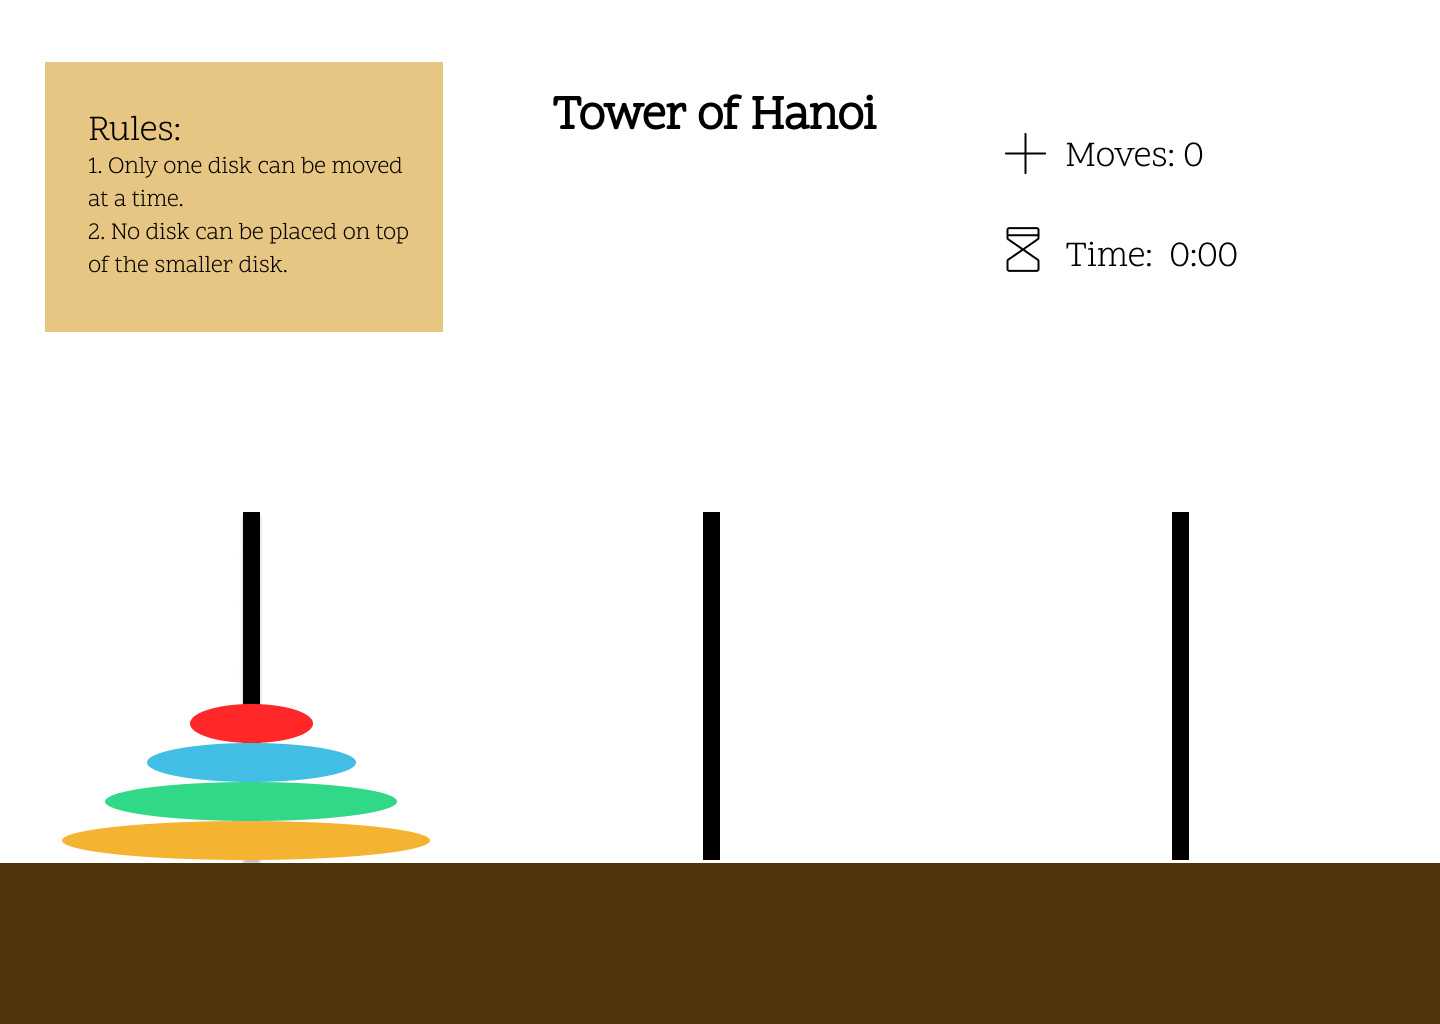 Tower of Hanoi
Rules:
1. Only one disk can be moved
at a time.
2. No disk can be placed on top
of the smaller disk.
Moves: 0
Time: 0:00